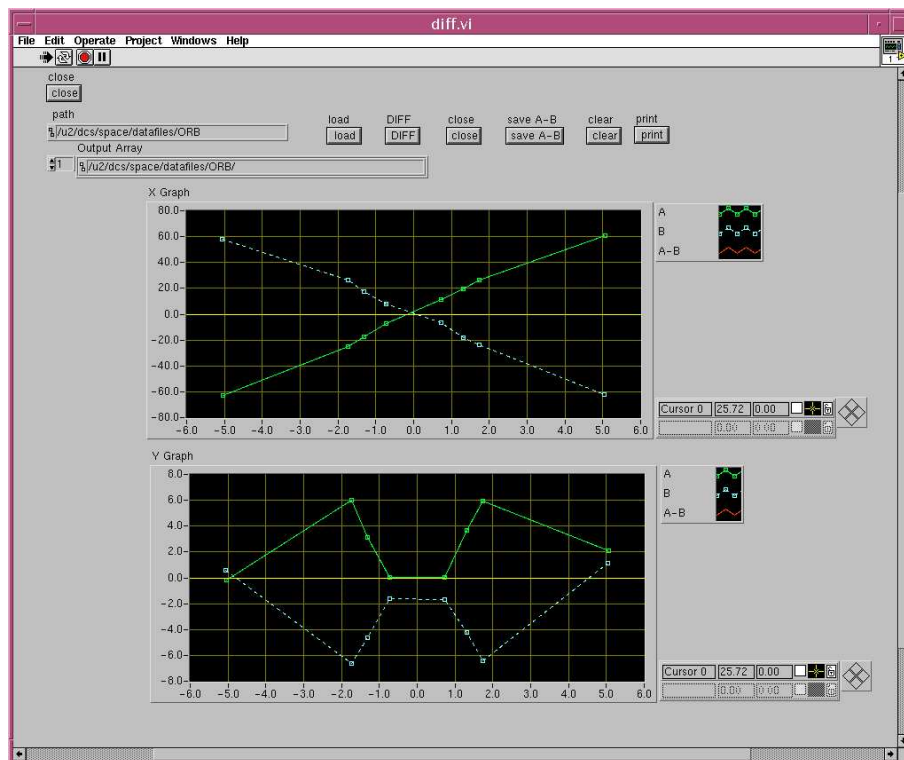 diff.vi
File Edit Operate Project Windows Help
1
close
close
path
%/u2/dcs/space/datafiles/ORB
load DIFF close save A-B clear print
load DIFF close save A-B clear print
Output Array
1 %/u2/dcs/space/datafiles/ORB/
X Graph
80.0-
60.0-
40.0-
20.0-
0.0-
-20.0-
-40.0-
-60.0-
-80.0-
-6.0 -5.0 -4.0 -3.0 -2.0 -1.0 0.0 1.0 2.0 3.0 4.0 5.0 6.0
A
B
A-B
Cursor 0 25.72 0.00
0.00 0.00
Y Graph
8.0-
6.0-
4.0-
2.0-
0.0-
-2.0-
-4.0-
-6.0-
-8.0-
-6.0 -5.0 -4.0 -3.0 -2.0 -1.0 0.0 1.0 2.0 3.0 4.0 5.0 6.0
A
B
A-B
Cursor 0 25.72 0.00
0.00 0.00